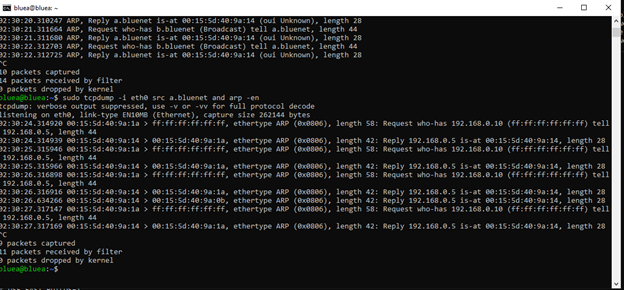 bluea@bluea: ~
02:30:20.310247 ARP, Reply a.bluenet is-at 00:15:5d:40:9a:14 (oui Unknown), length 28
02:30:21.311664 ARP, Request who-has b.bluenet (Broadcast) tell a.bluenet, length 44
02:30:21.311680 ARP, Reply a.bluenet is-at 00:15:5d:40:9a:14 (oui Unknown), length 28
02:30:22.312703 ARP, Request who-has b.bluenet (Broadcast) tell a.bluenet, length 44
02:30:22.312725 ARP, Reply a.bluenet is-at 00:15:5d:40:9a:14 (oui Unknown), length 28
^C
10 packets captured
14 packets received by filter
0 packets dropped by kernel
bluea@bluea:~$ sudo tcpdump -i eth0 src a.bluenet and arp -en
tcpdump: verbose output suppressed, use -v or -vv for full protocol decode
listening on eth0, link-type EN10MB (Ethernet), capture size 262144 bytes
02:30:24.314920 00:15:5d:40:9a:1a > ff:ff:ff:ff:ff:ff, ethertype ARP (0x0806), length 58: Request who-has 192.168.0.10 (ff:ff:ff:ff:ff:ff) tell
192.168.0.5, length 44
02:30:24.314939 00:15:5d:40:9a:14 > 00:15:5d:40:9a:1a, ethertype ARP (0x0806), length 42: Reply 192.168.0.5 is-at 00:15:5d:40:9a:14, length 28
02:30:25.315946 00:15:5d:40:9a:1a > ff:ff:ff:ff:ff:ff, ethertype ARP (0x0806), length 58: Request who-has 192.168.0.10 (ff:ff:ff:ff:ff:ff) tell
192.168.0.5, length 44
02:30:25.315966 00:15:5d:40:9a:14 > 00:15:5d:40:9a:1a, ethertype ARP (0x0806), length 42: Reply 192.168.0.5 is-at 00:15:5d:40:9a:14, length 28
02:30:26.316898 00:15:5d:40:9a:1a > ff:ff:ff:ff:ff:ff, ethertype ARP (0x0806), length 58: Request who-has 192.168.0.10 (ff:ff:ff:ff:ff:ff) tell
192.168.0.5, length 44
02:30:26.316916 00:15:5d:40:9a:14 > 00:15:5d:40:9a:1a, ethertype ARP (0x0806), length 42: Reply 192.168.0.5 is-at 00:15:5d:40:9a:14, length 28
02:30:26.634266 00:15:5d:40:9a:14 > 00:15:5d:40:9a:0b, ethertype ARP (0x0806), length 42: Reply 192.168.0.5 is-at 00:15:5d:40:9a:14, length 28
02:30:27.317147 00:15:5d:40:9a:1a > ff:ff:ff:ff:ff:ff, ethertype ARP (0x0806), length 58: Request who-has 192.168.0.10 (ff:ff:ff:ff:ff:ff) tell
192.168.0.5, length 44
02:30:27.317169 00:15:5d:40:9a:14 > 00:15:5d:40:9a:1a, ethertype ARP (0x0806), length 42: Reply 192.168.0.5 is-at 00:15:5d:40:9a:14, length 28
^C
9 packets captured
11 packets received by filter
0 packets dropped by kernel
bluea@bluea:~$